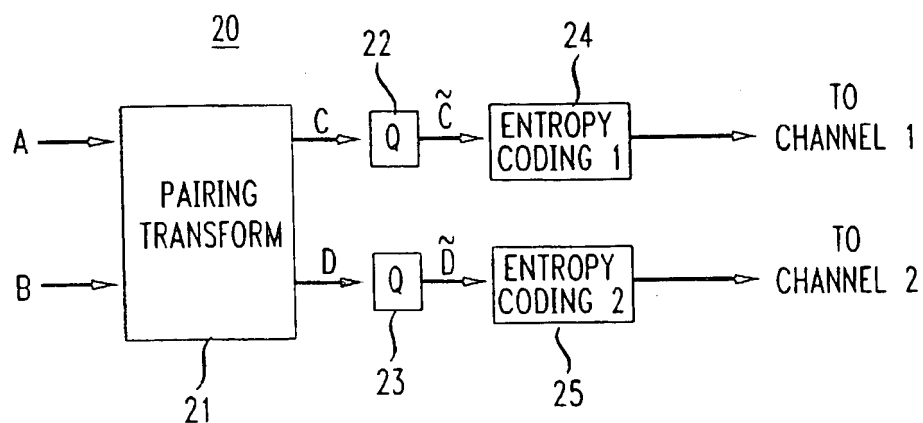 20
22
24
A
C
Q
C̃
ENTROPY
CODING 1
TO
CHANNEL 1
PAIRING
TRANSFORM
B
D
Q
D̃
ENTROPY
CODING 2
TO
CHANNEL 2
21
23
25